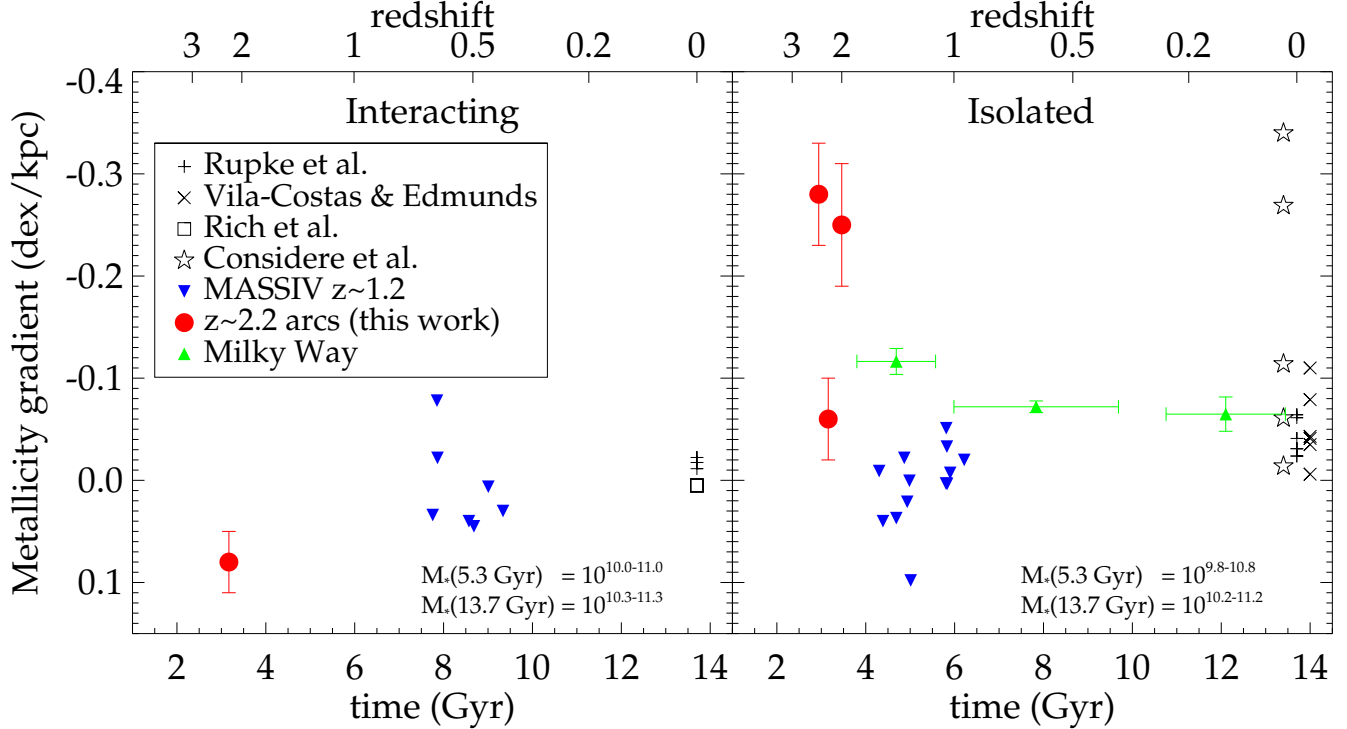 redshift redshift
3 2 1 0.5 0.2 0 3 2 1 0.5 0.2 0
Interacting Isolated
Metallicity gradient (dex/kpc)
-0.4
-0.3
-0.2
-0.1
0.0
0.1
Rupke et al.
Vila-Costas & Edmunds
Rich et al.
Considere et al.
MASSIV z~1.2
z~2.2 arcs (this work)
Milky Way
M*(5.3 Gyr) = 10^10.0-11.0
M*(13.7 Gyr) = 10^10.3-11.3
M*(5.3 Gyr) = 10^9.8-10.8
M*(13.7 Gyr) = 10^10.2-11.2
2 4 6 8 10 12 14 2 4 6 8 10 12 14
time (Gyr) time (Gyr)